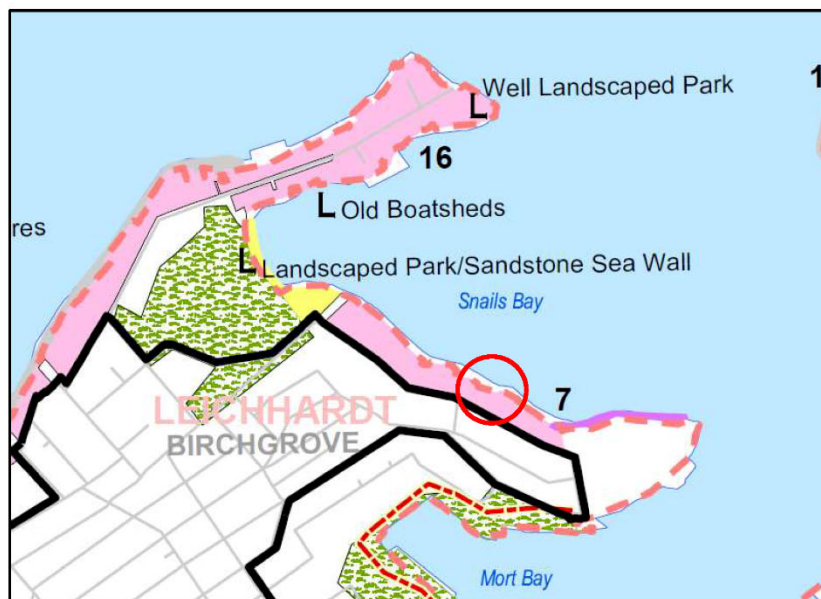 Well Landscaped Park
L
1
16
L Old Boatsheds
res
L Landscaped Park/Sandstone Sea Wall
Snails Bay
7
LEICHHARDT
BIRCHGROVE
Mort Bay